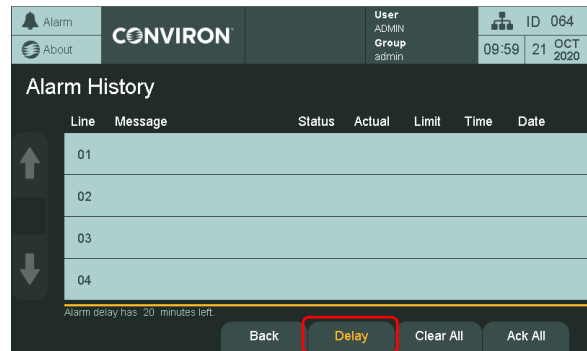 Alarm
About
CONVIRON
User
ADMIN
Group
admin
ID 064
09:59 21 OCT 2020
Alarm History
Line Message Status Actual Limit Time Date
01
02
03
04
Alarm delay has 20 minutes left.
Back Delay Clear All Ack All